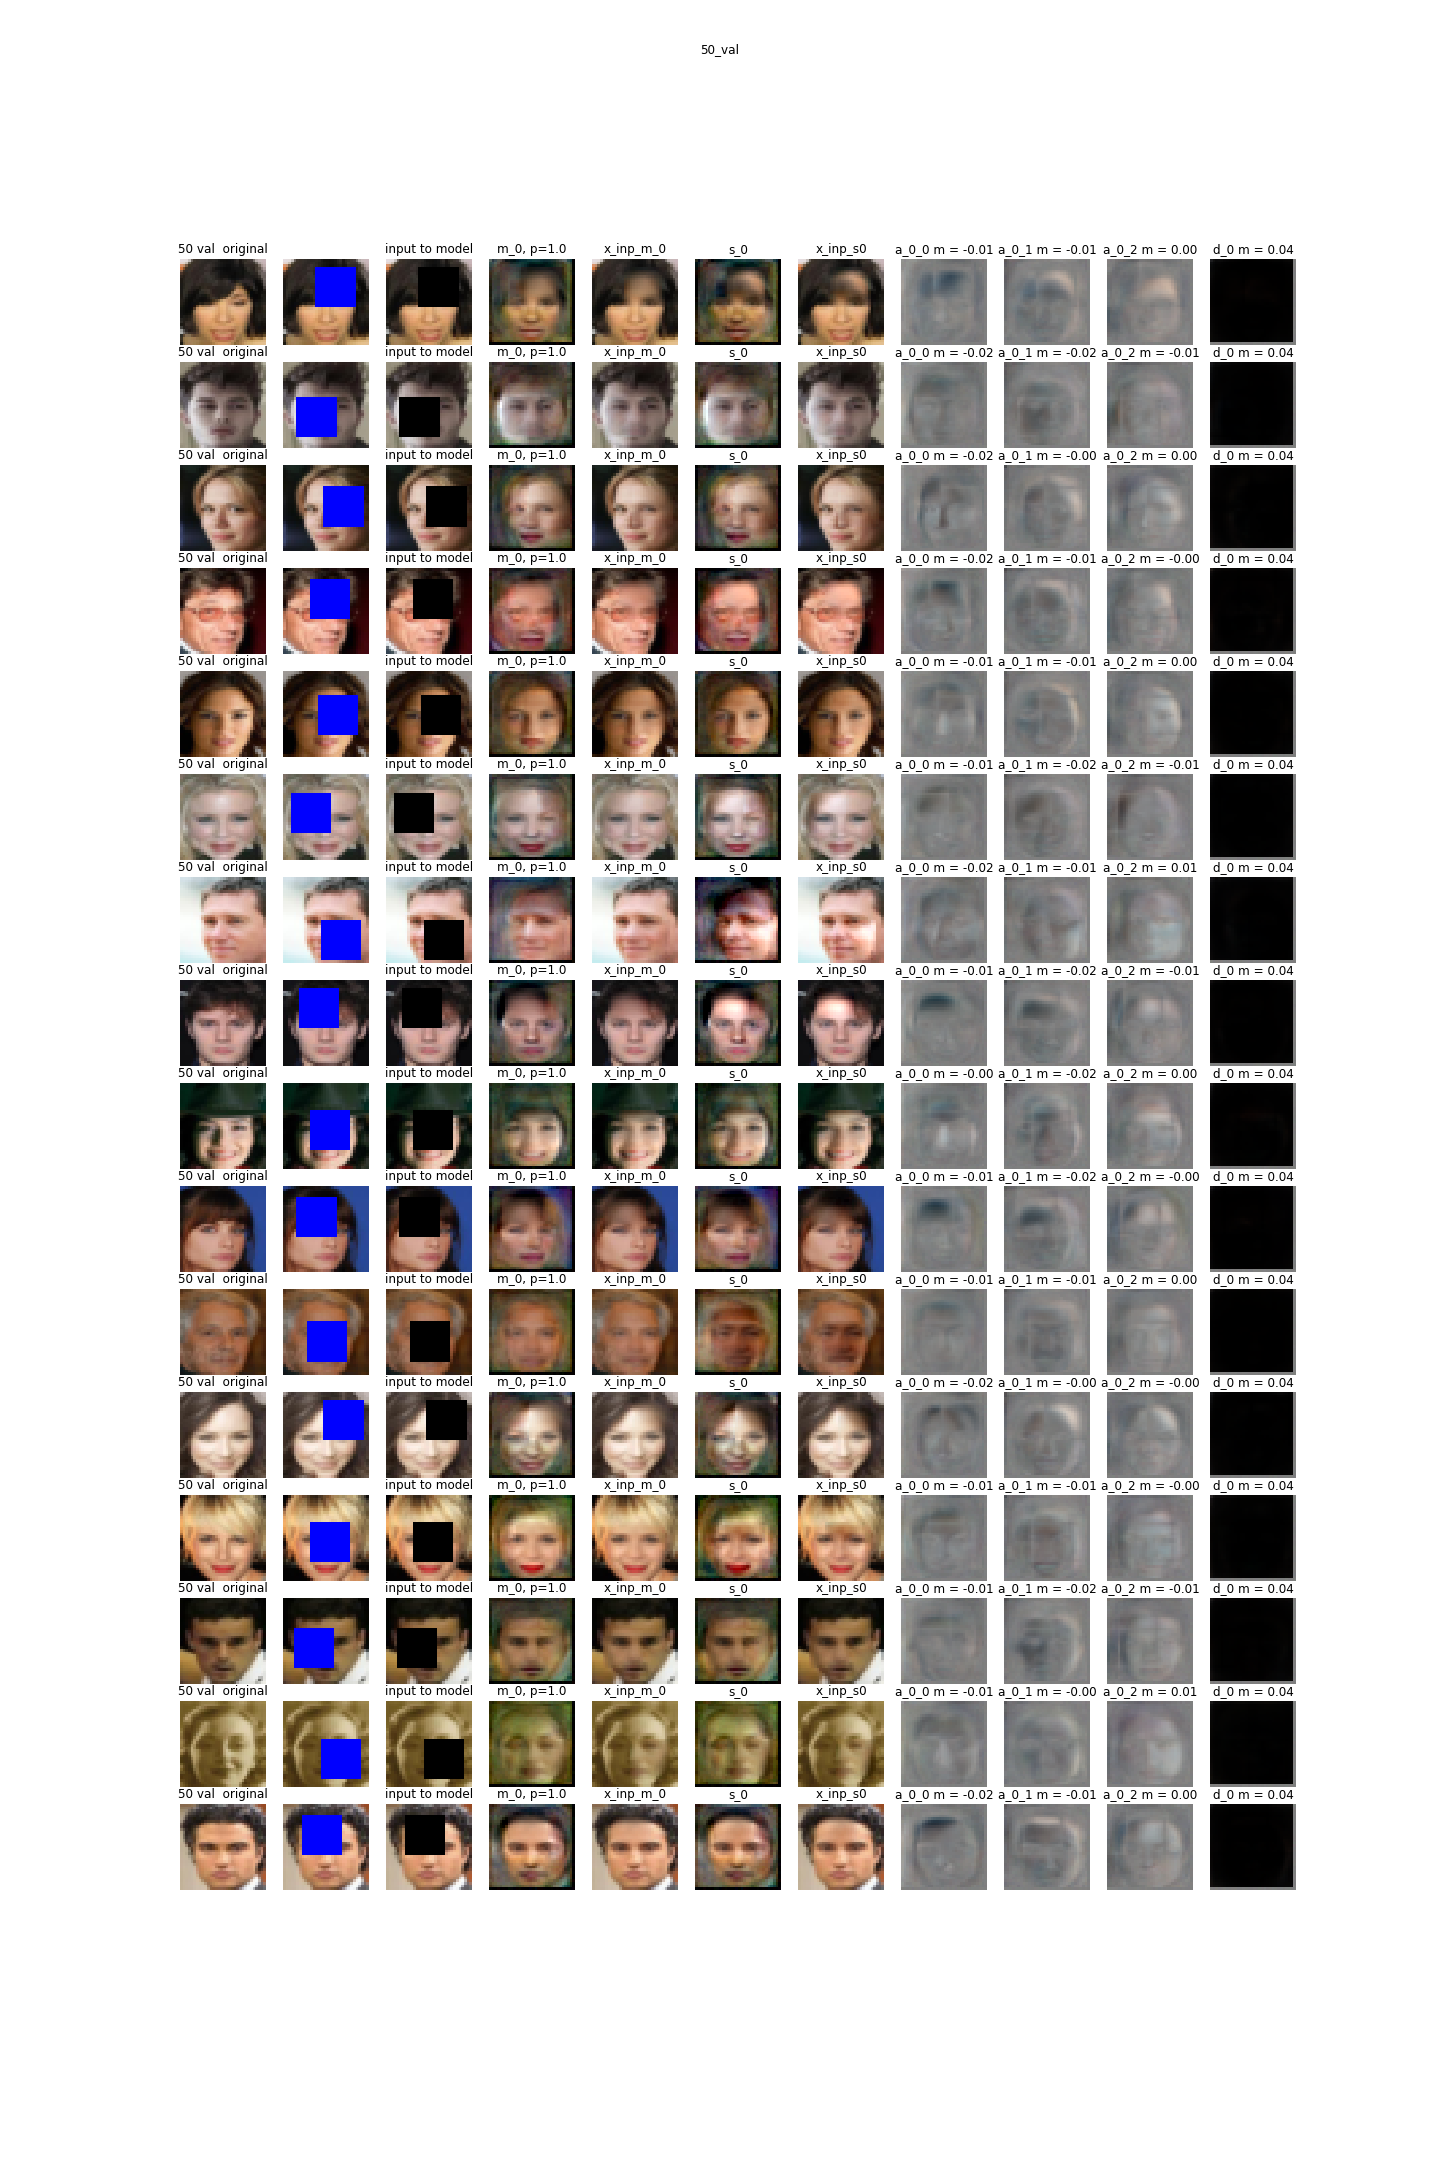 50_val
50 val original input to model m_0, p=1.0 x_inp_m_0 s_0 x_inp_s0 a_0_0 m = -0.01 a_0_1 m = -0.01 a_0_2 m = 0.00 d_0 m = 0.04
50 val original input to model m_0, p=1.0 x_inp_m_0 s_0 x_inp_s0 a_0_0 m = -0.02 a_0_1 m = -0.02 a_0_2 m = -0.01 d_0 m = 0.04
50 val original input to model m_0, p=1.0 x_inp_m_0 s_0 x_inp_s0 a_0_0 m = -0.02 a_0_1 m = -0.00 a_0_2 m = 0.00 d_0 m = 0.04
50 val original input to model m_0, p=1.0 x_inp_m_0 s_0 x_inp_s0 a_0_0 m = -0.02 a_0_1 m = -0.01 a_0_2 m = -0.00 d_0 m = 0.04
50 val original input to model m_0, p=1.0 x_inp_m_0 s_0 x_inp_s0 a_0_0 m = -0.01 a_0_1 m = -0.01 a_0_2 m = 0.00 d_0 m = 0.04
50 val original input to model m_0, p=1.0 x_inp_m_0 s_0 x_inp_s0 a_0_0 m = -0.01 a_0_1 m = -0.02 a_0_2 m = -0.01 d_0 m = 0.04
50 val original input to model m_0, p=1.0 x_inp_m_0 s_0 x_inp_s0 a_0_0 m = -0.02 a_0_1 m = -0.01 a_0_2 m = 0.01 d_0 m = 0.04
50 val original input to model m_0, p=1.0 x_inp_m_0 s_0 x_inp_s0 a_0_0 m = -0.01 a_0_1 m = -0.02 a_0_2 m = -0.01 d_0 m = 0.04
50 val original input to model m_0, p=1.0 x_inp_m_0 s_0 x_inp_s0 a_0_0 m = -0.00 a_0_1 m = -0.02 a_0_2 m = 0.00 d_0 m = 0.04
50 val original input to model m_0, p=1.0 x_inp_m_0 s_0 x_inp_s0 a_0_0 m = -0.01 a_0_1 m = -0.02 a_0_2 m = -0.00 d_0 m = 0.04
50 val original input to model m_0, p=1.0 x_inp_m_0 s_0 x_inp_s0 a_0_0 m = -0.01 a_0_1 m = -0.01 a_0_2 m = 0.00 d_0 m = 0.04
50 val original input to model m_0, p=1.0 x_inp_m_0 s_0 x_inp_s0 a_0_0 m = -0.02 a_0_1 m = -0.00 a_0_2 m = -0.00 d_0 m = 0.04
50 val original input to model m_0, p=1.0 x_inp_m_0 s_0 x_inp_s0 a_0_0 m = -0.01 a_0_1 m = -0.01 a_0_2 m = -0.00 d_0 m = 0.04
50 val original input to model m_0, p=1.0 x_inp_m_0 s_0 x_inp_s0 a_0_0 m = -0.01 a_0_1 m = -0.02 a_0_2 m = -0.01 d_0 m = 0.04
50 val original input to model m_0, p=1.0 x_inp_m_0 s_0 x_inp_s0 a_0_0 m = -0.01 a_0_1 m = -0.00 a_0_2 m = 0.01 d_0 m = 0.04
50 val original input to model m_0, p=1.0 x_inp_m_0 s_0 x_inp_s0 a_0_0 m = -0.02 a_0_1 m = -0.01 a_0_2 m = 0.00 d_0 m = 0.04